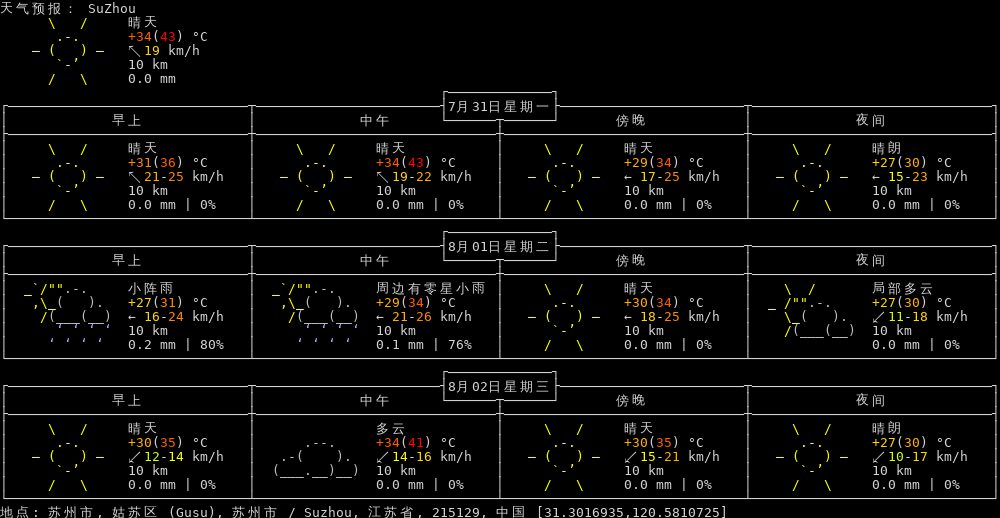 天气预报: SuZhou
晴天
+34(43) °C
↖ 19 km/h
10 km
0.0 mm
7月31日星期一
早上 中午 傍晚 夜间
晴天 晴天 晴天 晴朗
+31(36) °C +34(43) °C +29(34) °C +27(30) °C
↖ 21-25 km/h ↖ 19-22 km/h ← 17-25 km/h ← 15-23 km/h
10 km 10 km 10 km 10 km
0.0 mm | 0% 0.0 mm | 0% 0.0 mm | 0% 0.0 mm | 0%
8月01日星期二
早上 中午 傍晚 夜间
小阵雨 周边有零星小雨 晴天 局部多云
+27(31) °C +29(34) °C +30(34) °C +27(30) °C
← 16-24 km/h ← 21-26 km/h ← 18-25 km/h ↙ 11-18 km/h
10 km 10 km 10 km 10 km
0.2 mm | 80% 0.1 mm | 76% 0.0 mm | 0% 0.0 mm | 0%
8月02日星期三
早上 中午 傍晚 夜间
晴天 多云 晴天 晴朗
+30(35) °C +34(41) °C +30(35) °C +27(30) °C
↙ 12-14 km/h ↙ 14-16 km/h ↙ 15-21 km/h ↙ 10-17 km/h
10 km 10 km 10 km 10 km
0.0 mm | 0% 0.0 mm | 0% 0.0 mm | 0% 0.0 mm | 0%
地点: 苏州市, 姑苏区 (Gusu), 苏州市 / Suzhou, 江苏省, 215129, 中国 [31.3016935,120.5810725]